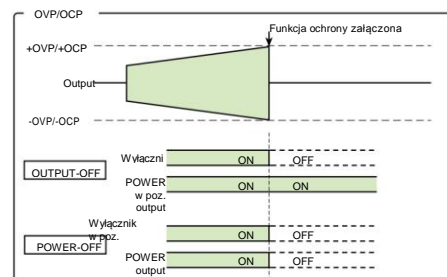 OVP/OCP
Funkcja ochrony załączona
+OVP/+OCP
Output
-OVP/-OCP
Wyłączni
ON OFF
OUTPUT-OFF
POWER
w poz.
output
ON ON
Wyłącznik
w poz.
ON OFF
POWER-OFF
POWER
output
ON OFF